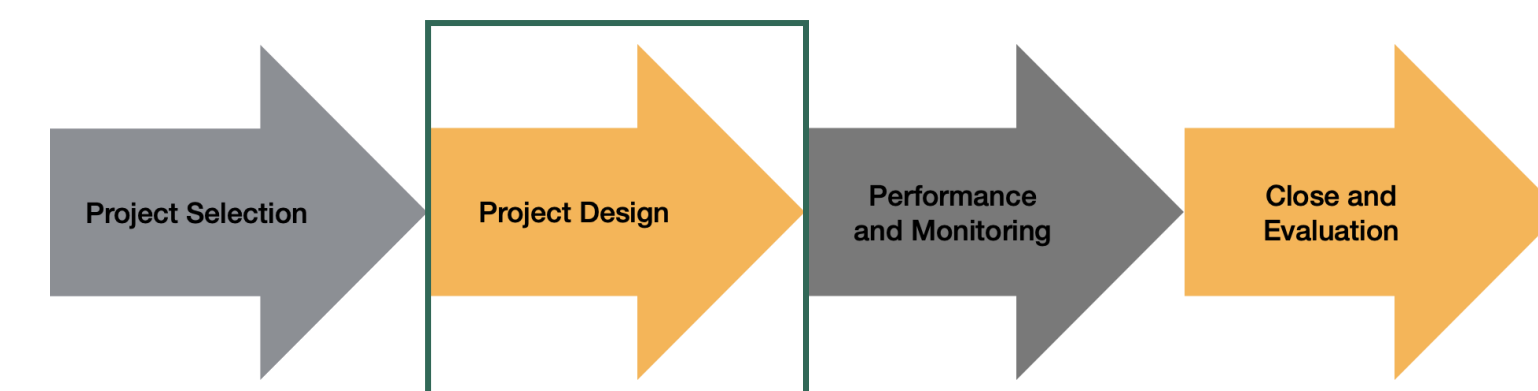 Project Selection
Project Design
Performance
and Monitoring
Close and
Evaluation